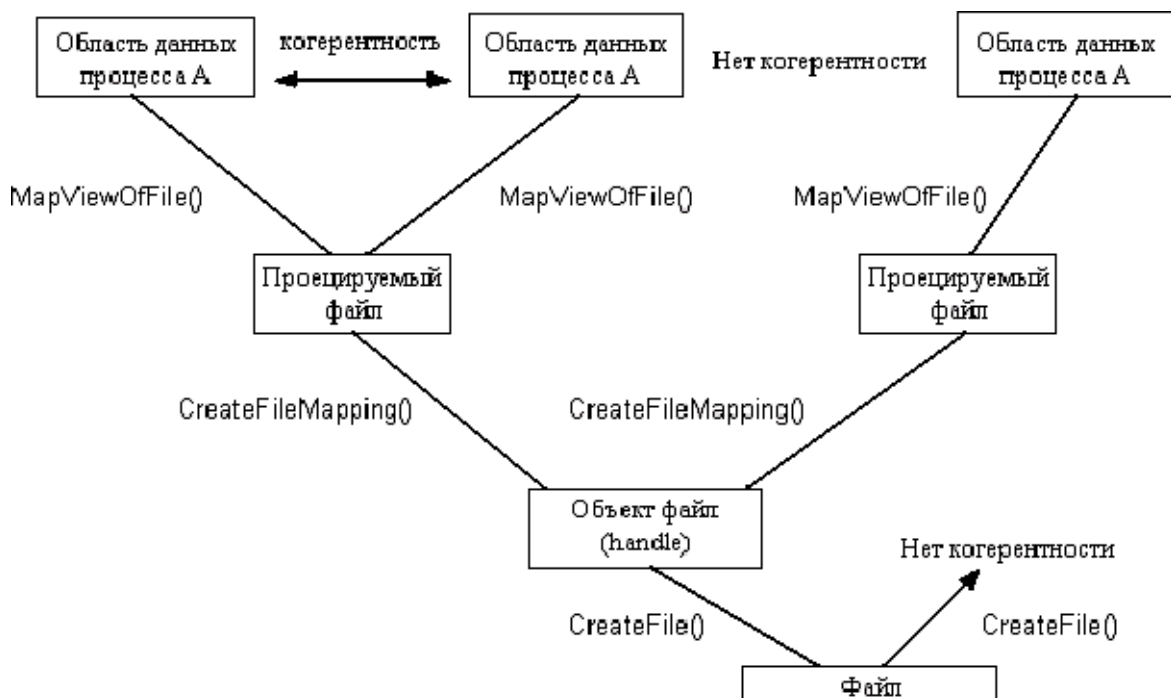 Область данных
процесса А
когерентность
Область данных
процесса А
Нет когерентности
Область данных
процесса А
MapViewOfFile()
MapViewOfFile()
MapViewOfFile()
Проецируемый
файл
Проецируемый
файл
CreateFileMapping()
CreateFileMapping()
Объект файл
(handle)
Нет когерентности
CreateFile()
CreateFile()
Файл